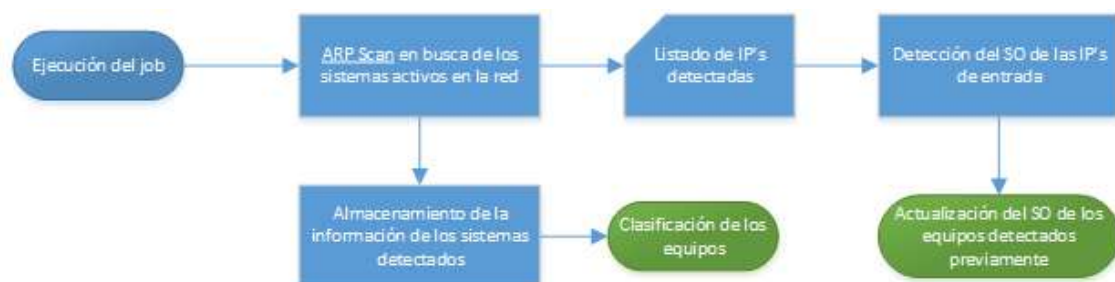 Ejecución del job
ARP Scan en busca de los
sistemas activos en la red
Listado de IP's
detectadas
Detección del SO de las IP's
de entrada
Almacenamiento de la
información de los sistemas
detectados
Clasificación de los
equipos
Actualización del SO de los
equipos detectados
previamente